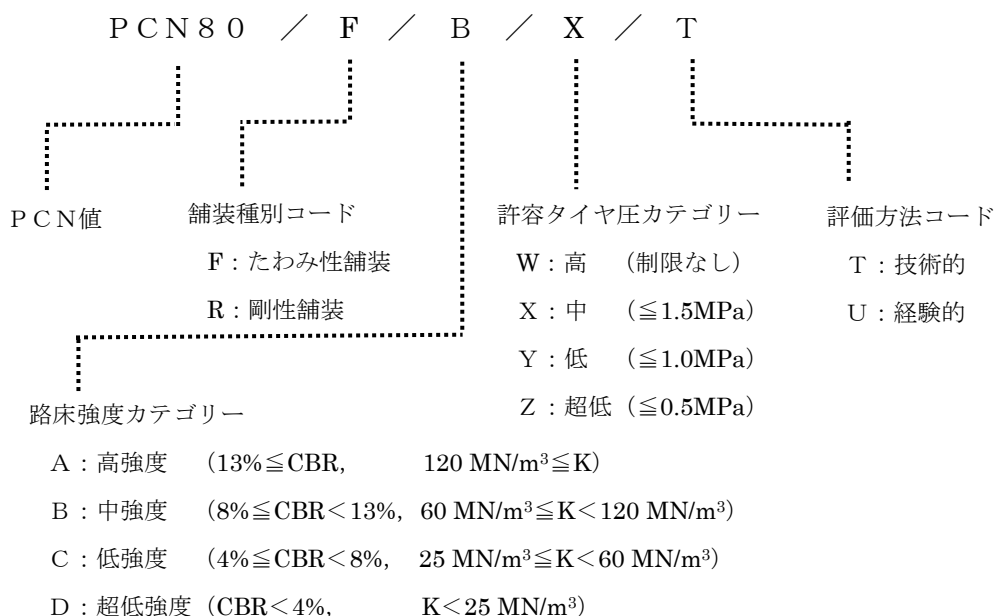 PCN80 ／ F ／ B ／ X ／ T
PCN値
舗装種別コード
F：たわみ性舗装
R：剛性舗装
許容タイヤ圧カテゴリー
W：高 （制限なし）
X：中 （≦1.5MPa）
Y：低 （≦1.0MPa）
Z：超低（≦0.5MPa）
評価方法コード
T：技術的
U：経験的
路床強度カテゴリー
A：高強度 （13%≦CBR, 120 MN/m³≦K）
B：中強度 （8%≦CBR＜13%, 60 MN/m³≦K＜120 MN/m³）
C：低強度 （4%≦CBR＜8%, 25 MN/m³≦K＜60 MN/m³）
D：超低強度（CBR＜4%, K＜25 MN/m³）